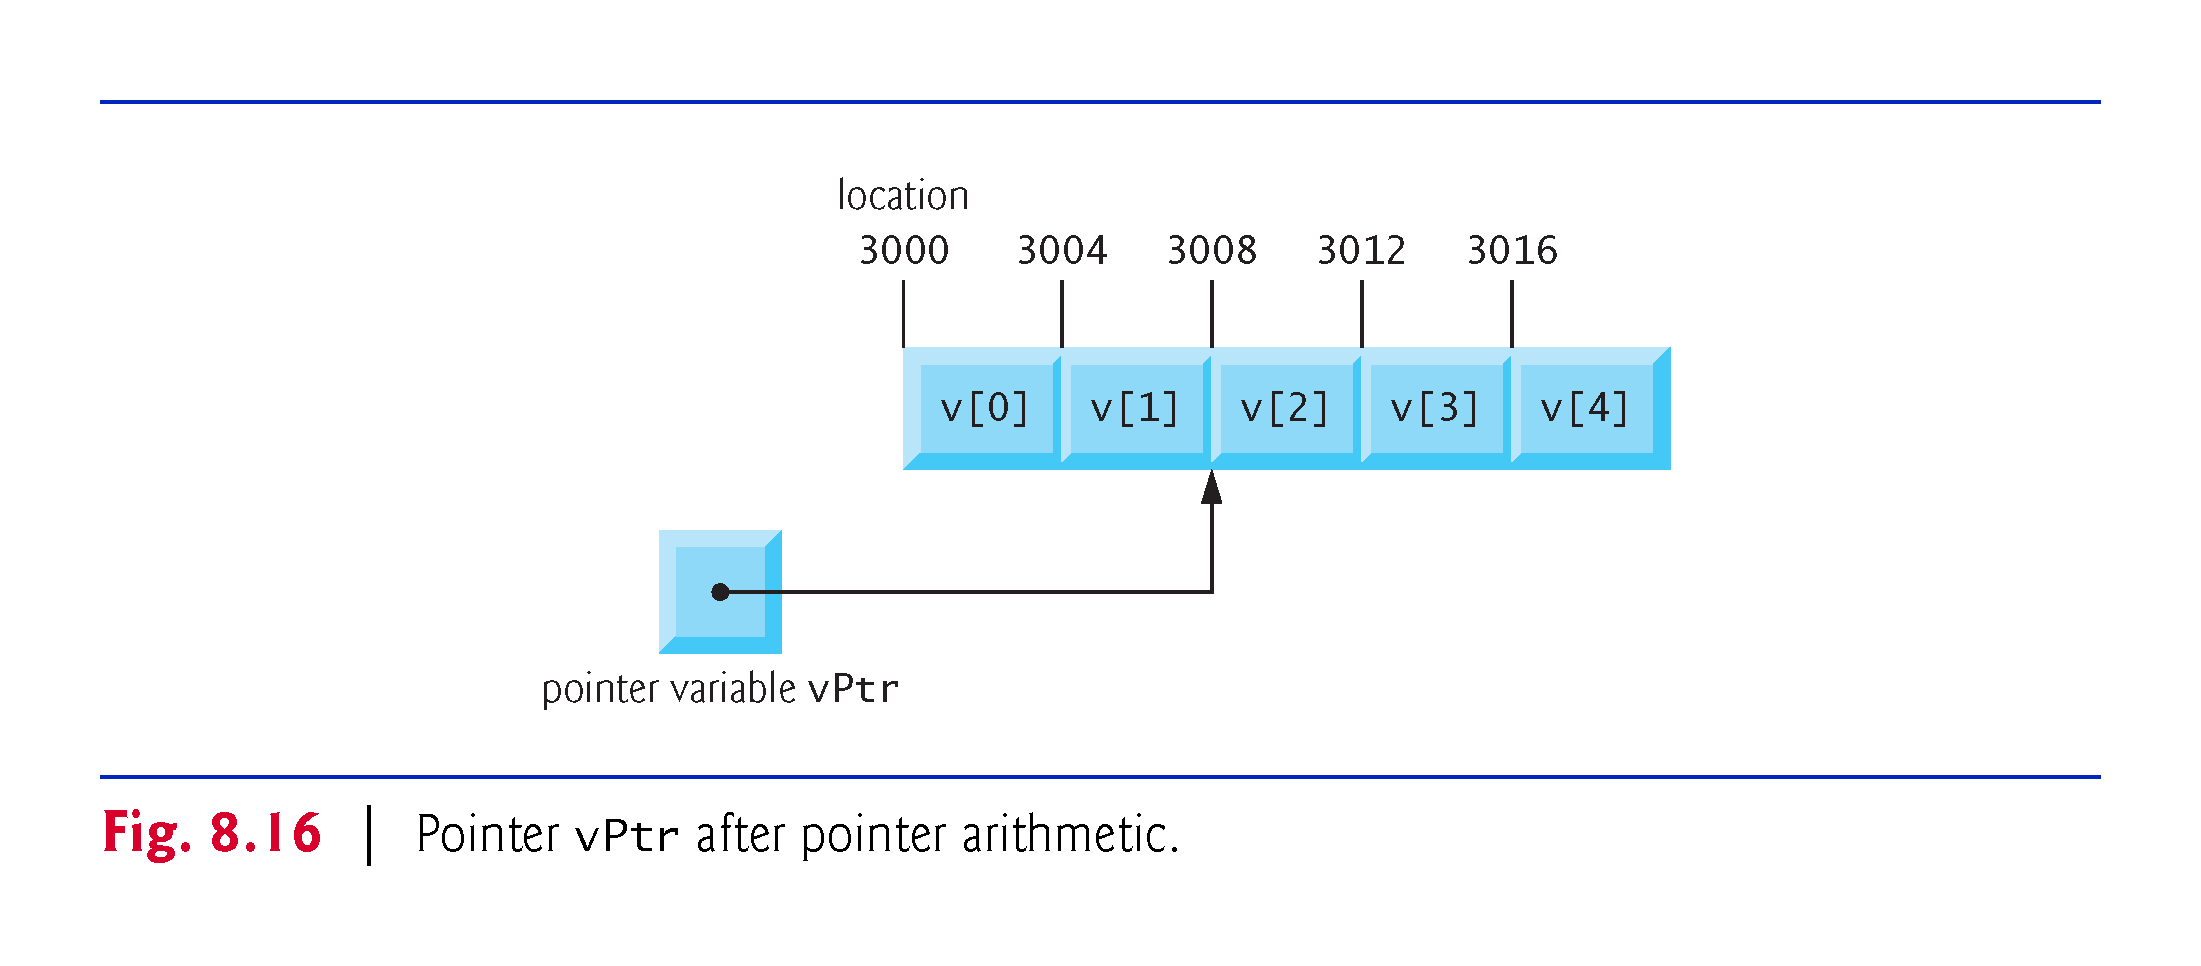 location
3000 3004 3008 3012 3016
v[0] v[1] v[2] v[3] v[4]
pointer variable vPtr
Fig. 8.16 | Pointer vPtr after pointer arithmetic.